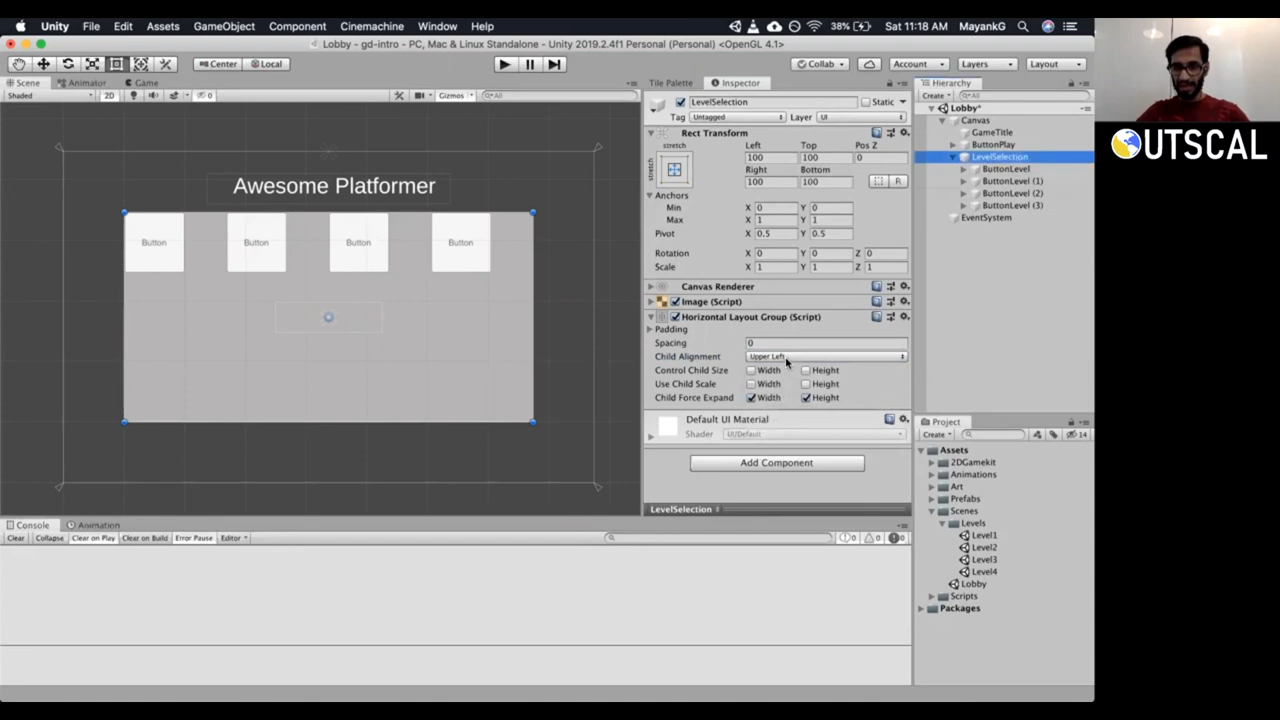 Unity File Edit Assets GameObject Component Cinemachine Window Help 38% Sat 11:18 AM MayankG
Lobby - gd-intro - PC, Mac & Linux Standalone - Unity 2019.2.4f1 Personal (Personal) <OpenGL 4.1>
Center Local Collab Account Layers Layout
Scene Animator Game
Shaded 2D 0 Gizmos All
Awesome Platformer
Button Button Button Button
Tile Palette Inspector
LevelSelection Static
Tag Untagged Layer UI
Rect Transform
stretch Left Top Pos Z
stretch 100 100 0
Right Bottom
100 100 R
Anchors
Min X 0 Y 0
Max X 1 Y 1
Pivot X 0.5 Y 0.5
Rotation X 0 Y 0 Z 0
Scale X 1 Y 1 Z 1
Canvas Renderer
Image (Script)
Horizontal Layout Group (Script)
Padding
Spacing 0
Child Alignment Upper Left
Control Child Size Width Height
Use Child Scale Width Height
Child Force Expand Width Height
Default UI Material
Shader UI/Default
Add Component
LevelSelection
Hierarchy
Create All
Lobby*
Canvas
GameTitle
ButtonPlay
LevelSelection
ButtonLevel
ButtonLevel (1)
ButtonLevel (2)
ButtonLevel (3)
EventSystem
Project
Create 14
Assets
2DGamekit
Animations
Art
Prefabs
Scenes
Levels
Level1
Level2
Level3
Level4
Lobby
Scripts
Packages
Console Animation
Clear Collapse Clear on Play Clear on Build Error Pause Editor 0 0 0
OUTSCAL